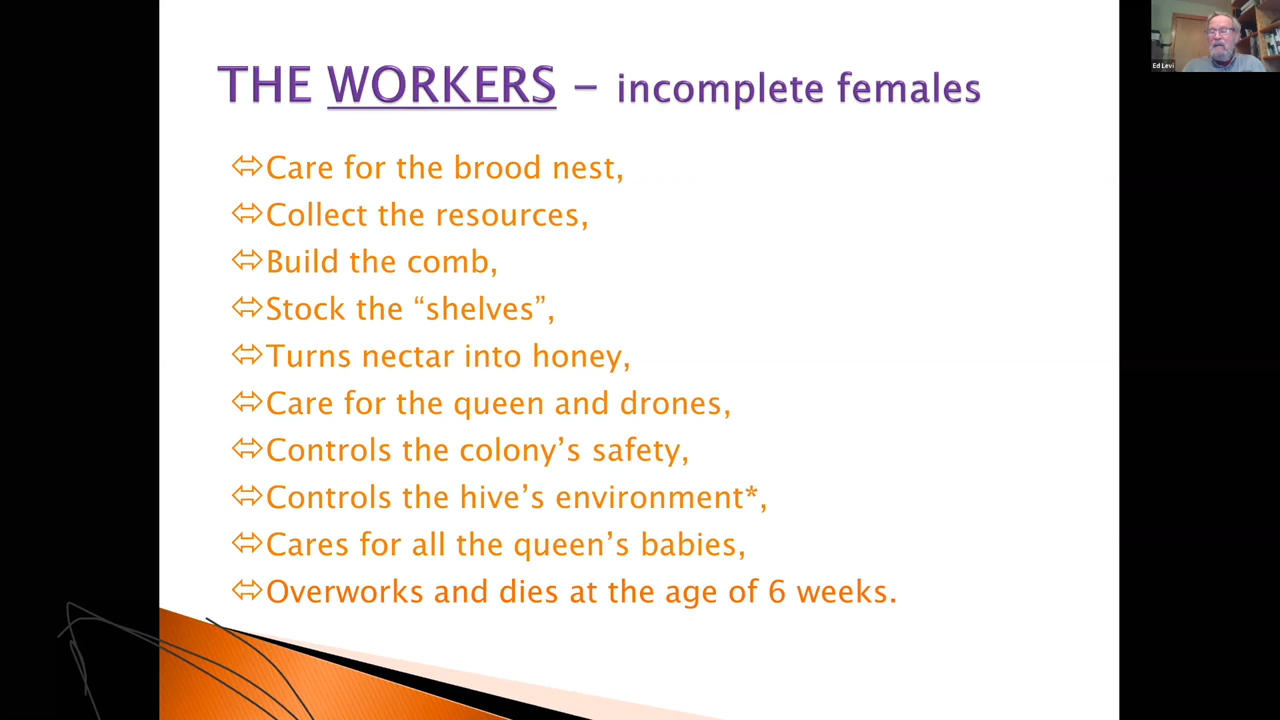 THE WORKERS – incomplete females
Care for the brood nest,
Collect the resources,
Build the comb,
Stock the “shelves”,
Turns nectar into honey,
Care for the queen and drones,
Controls the colony’s safety,
Controls the hive’s environment*,
Cares for all the queen’s babies,
Overworks and dies at the age of 6 weeks.
Ed Levi